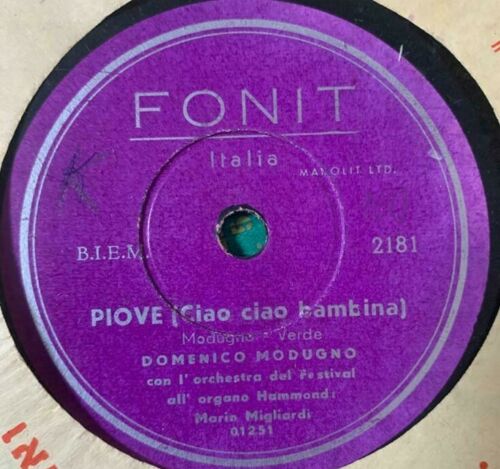 FONIT
Italia
MANOLIT LTD.
K
B.I.E.M.
2181
PIOVE (Ciao ciao bambina)
Modugno - Verde
DOMENICO MODUGNO
con l' orchestra del Festival
all' organo Hammond:
Mario Migliardi
01251